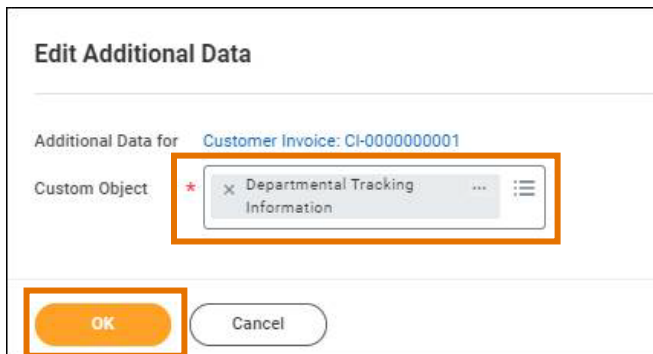 Edit Additional Data
Additional Data for Customer Invoice: CI-0000000001
Custom Object * × Departmental Tracking ...
Information
OK Cancel